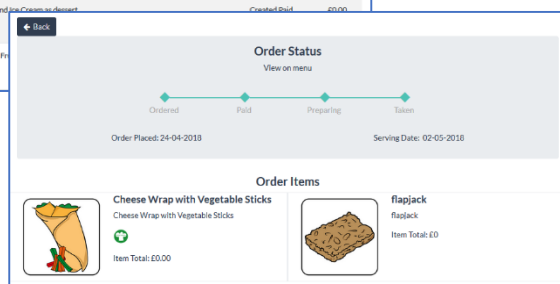 nd Ice Cream as dessert Created Paid £0.00
Fr
← Back
Order Status
View on menu
Ordered Paid Preparing Taken
Order Placed: 24-04-2018 Serving Date: 02-05-2018
Order Items
Cheese Wrap with Vegetable Sticks
Cheese Wrap with Vegetable Sticks
Item Total: £0.00
flapjack
flapjack
Item Total: £0